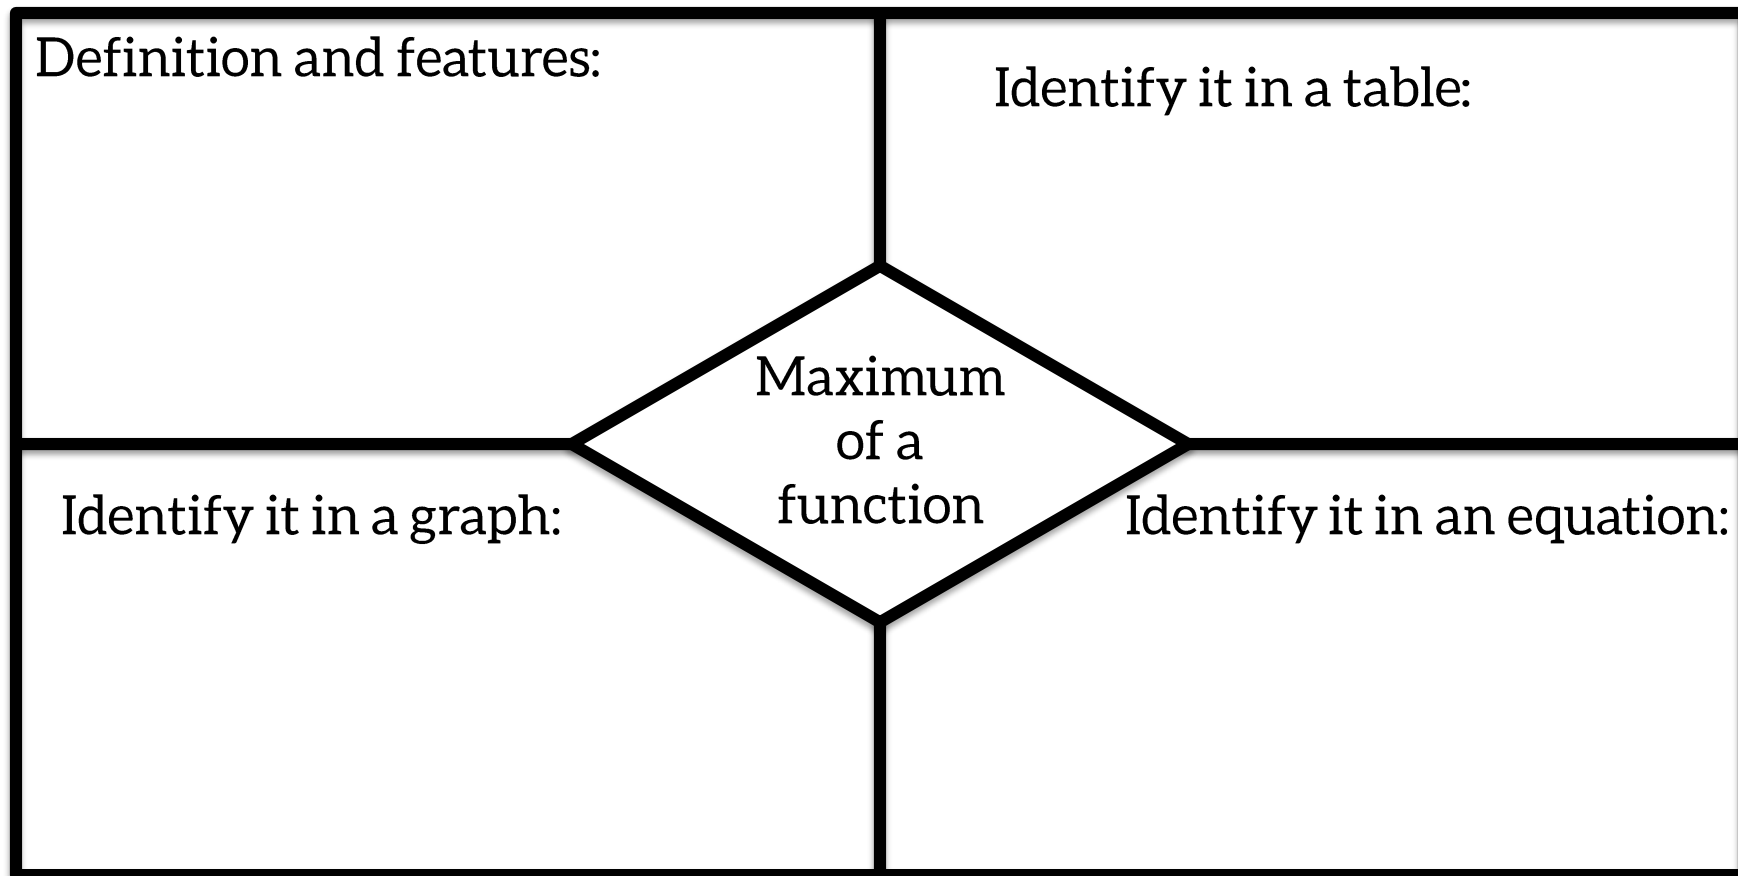 Definition and features:
Identify it in a table:
Maximum
of a
function
Identify it in a graph:
Identify it in an equation: